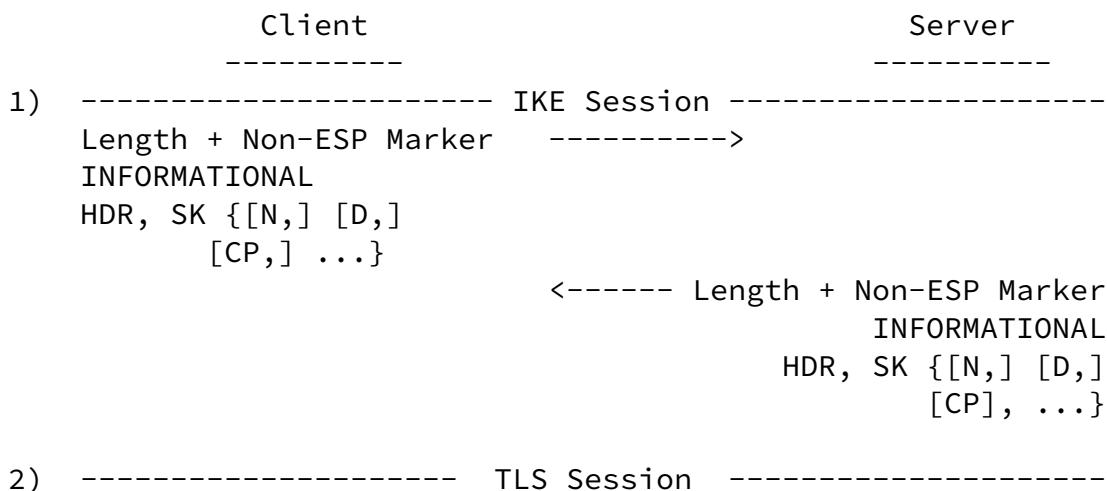 Client                              Server
----------                          ----------
1)  ----------------------- IKE Session ----------------------
Length + Non-ESP Marker   ---------->
INFORMATIONAL
HDR, SK {[N,] [D,]
[CP,] ...}
<------ Length + Non-ESP Marker
INFORMATIONAL
HDR, SK {[N,] [D,]
[CP], ...}
2)  ---------------------  TLS Session  ---------------------